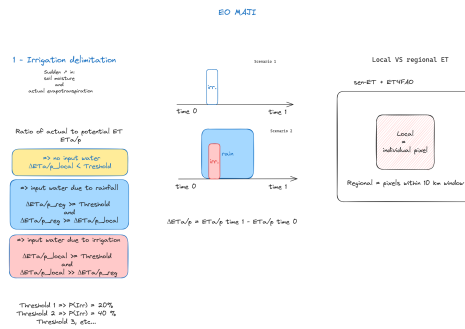 EO MAJI
1 - Irrigation delimitation
Sudden ↗ in
soil moisture
and
actual evapotranspiration
Ratio of actual to potential ET
ETa/p
=> no input water
ΔETa/p_local < Treshold
=> input water due to rainfall
ΔETa/p_reg >= Threshold
and
ΔETa/p_reg >= ΔETa/p_local
=> input water due to irrigation
ΔETa/p_local >= Threshold
and
ΔETa/p_local >> ΔETa/p_reg
Threshold 1 => P(Irr) = 20%
Threshold 2 => P(Irr) = 40 %
Threshold 3, etc...
Scenario 1
irr.
time 0
time 1
Scenario 2
rain
irr.
time 0
time 1
ΔETa/p = ETa/p time 1 - ETa/p time 0
Local VS regional ET
sen-ET + ET4FAO
Local
=
individual pixel
Regional = pixels within 10 km window